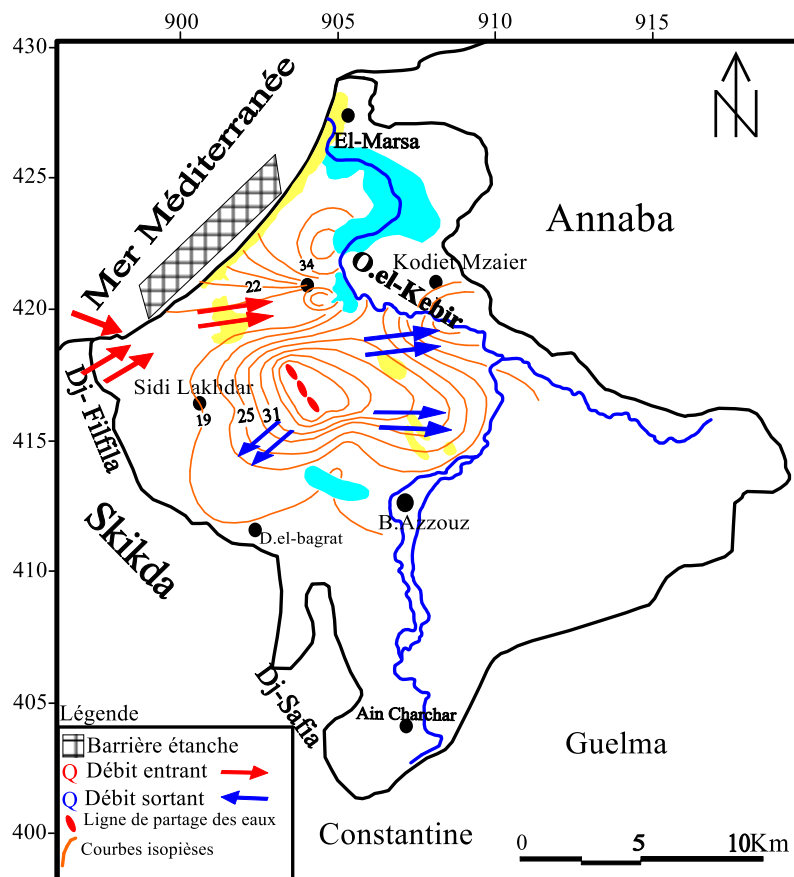 900
905
910
915
430
425
420
415
410
405
400
N
Mer Méditerranée
El-Marsa
Annaba
Kodiet Mzaier
O.el-Kebir
34
22
Dj- Filfila
Sidi Lakhdar
19
25
31
Skikda
B.Azzouz
D.el-bagrat
Dj-Safia
Ain Charchar
Guelma
Constantine
Légende
Barrière étanche
Q Débit entrant
Q Débit sortant
Ligne de partage des eaux
Courbes isopièses
0 5 10Km